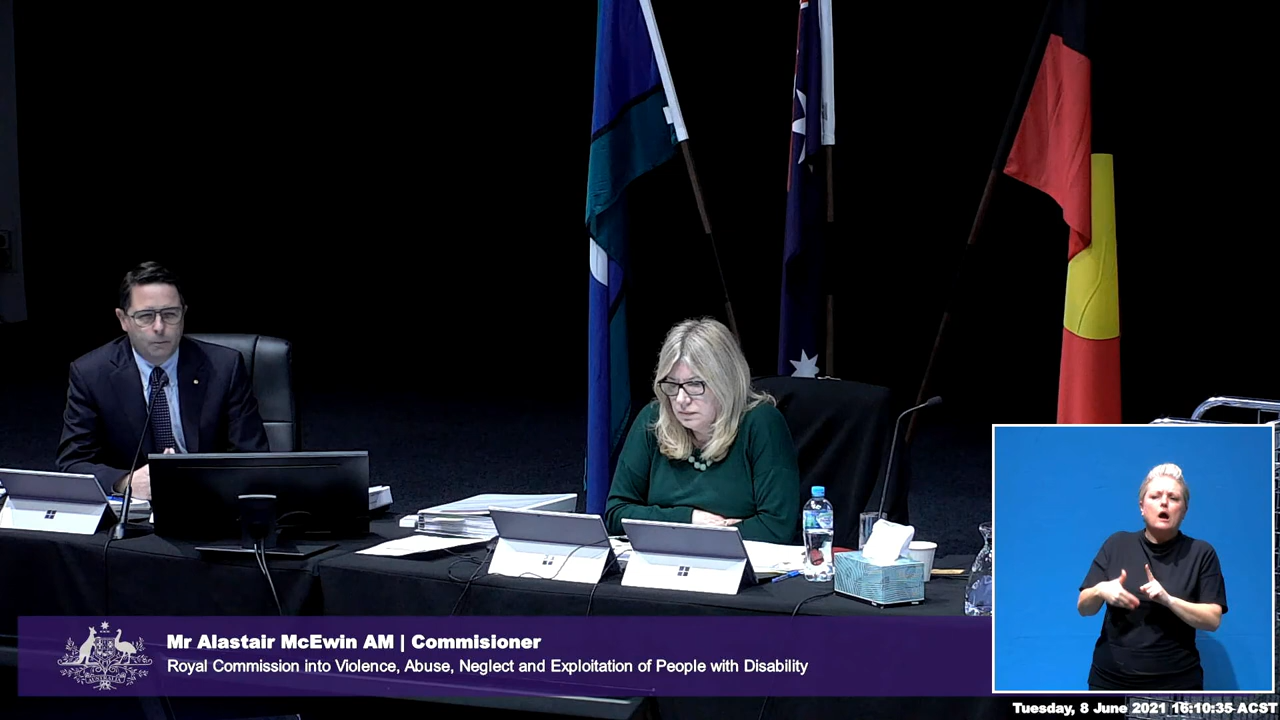 Mr Alastair McEwin AM | Commisioner
Royal Commission into Violence, Abuse, Neglect and Exploitation of People with Disability
AUSTRALIA
Tuesday, 8 June 2021 16:10:35 ACST